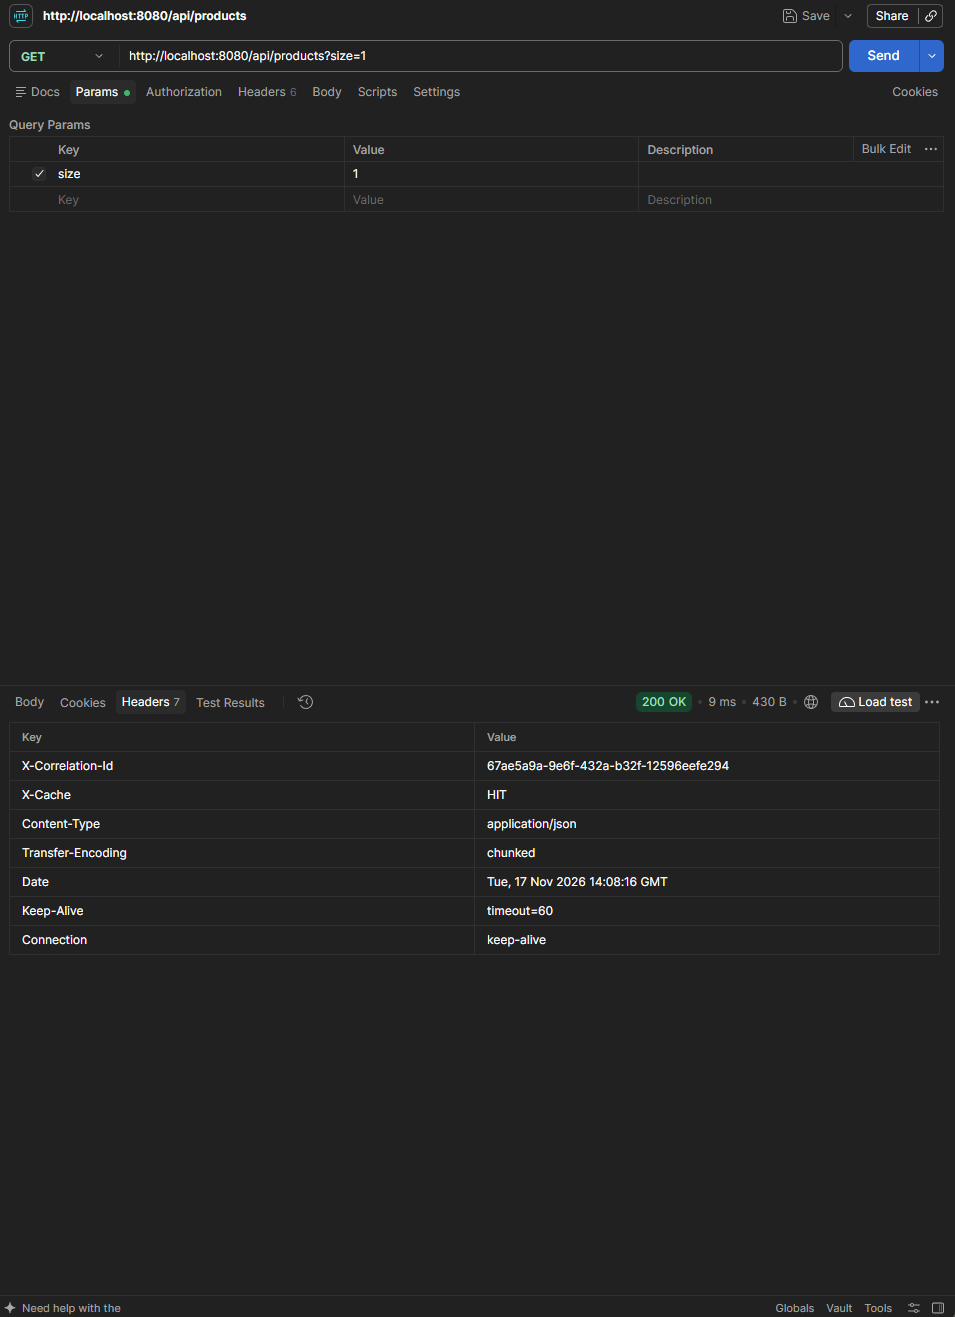 HTTP http://localhost:8080/api/products Save Share
GET http://localhost:8080/api/products?size=1 Send
Docs Params Authorization Headers 6 Body Scripts Settings Cookies
Query Params
Key Value Description Bulk Edit
size 1
Key Value Description
Body Cookies Headers 7 Test Results 200 OK 9 ms 430 B Load test
Key Value
X-Correlation-Id 67ae5a9a-9e6f-432a-b32f-12596eefe294
X-Cache HIT
Content-Type application/json
Transfer-Encoding chunked
Date Tue, 17 Nov 2026 14:08:16 GMT
Keep-Alive timeout=60
Connection keep-alive
Need help with the Globals Vault Tools